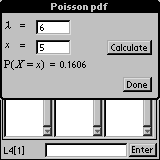 Poisson pdf
λ = 6
x = 5
Calculate
P(X = x) = 0.1606
Done
L4[1]
Enter